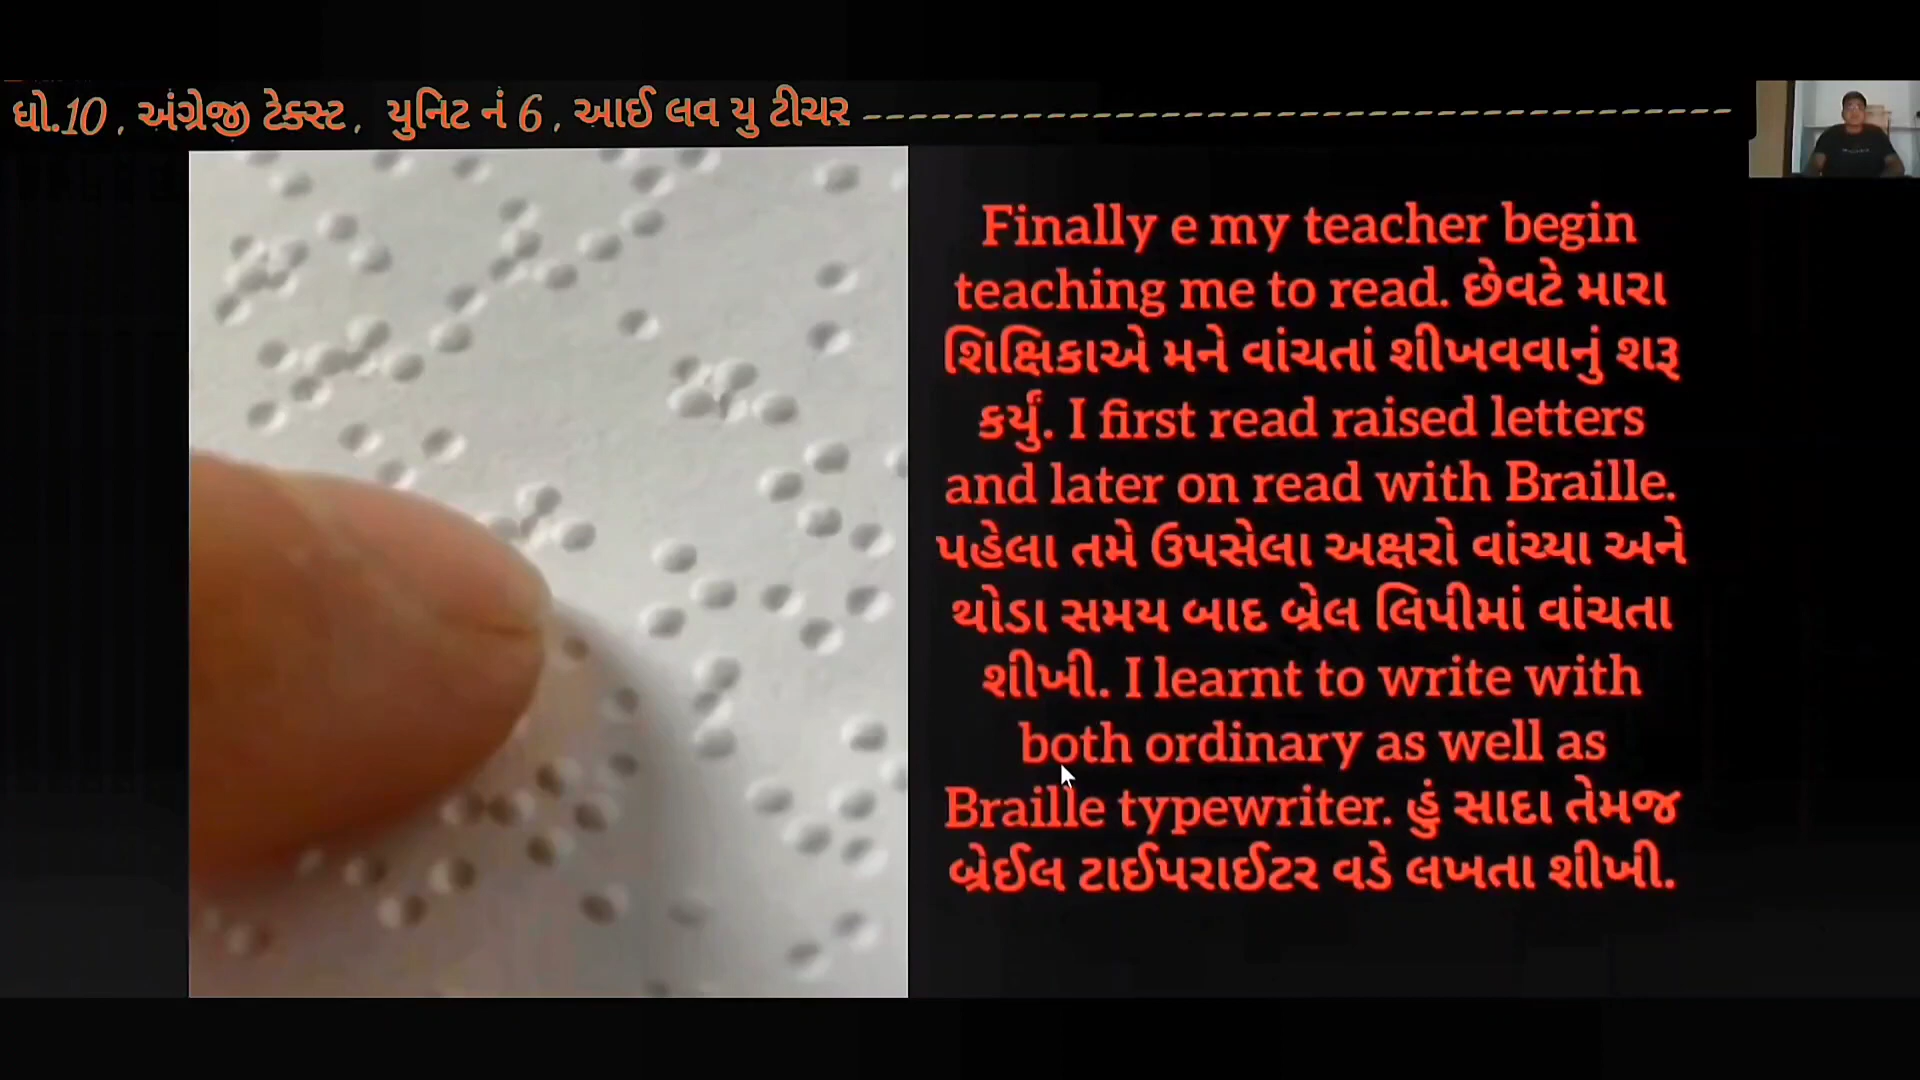 ધો.10 , અંગ્રેજી ટેક્સ્ટ, યુનિટ નં 6 , આઈ લવ યુ ટીચર ----------------------------------------
Finally e my teacher begin
teaching me to read. છેવટે મારા
શિક્ષિકાએ મને વાંચતાં શીખવવાનું શરૂ
કર્યું. I first read raised letters
and later on read with Braille.
પહેલા તમે ઉપસેલા અક્ષરો વાંચ્યા અને
થોડા સમય બાદ બ્રેલ લિપીમાં વાંચતા
શીખી. I learnt to write with
both ordinary as well as
Braille typewriter. હું સાદા તેમજ
બ્રેઈલ ટાઈપરાઈટર વડે લખતા શીખી.